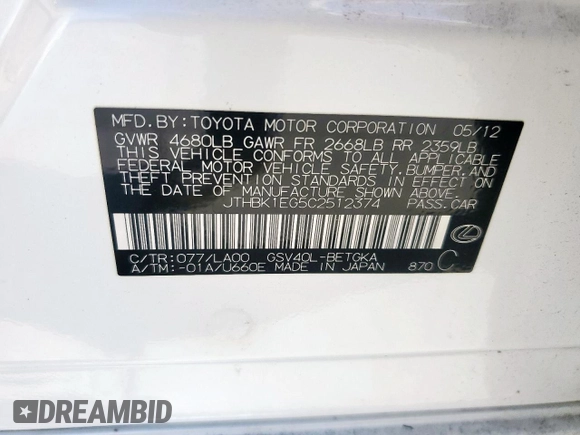 MFD.BY:TOYOTA MOTOR CORPORATION 05/12
GVWR 4680LB GAWR FR 2668LB RR 2359LB
THIS VEHICLE CONFORMS TO ALL APPLICABLE
FEDERAL MOTOR VEHICLE SAFETY,BUMPER,AND
THEFT PREVENTION STANDARDS IN EFFECT ON
THE DATE OF MANUFACTURE SHOWN ABOVE.
JTHBK1EG5C2512374 PASS.CAR
C/TR:077/LA00 GSV40L-BETGKA
A/TM:-01A/U660E MADE IN JAPAN 870 C
DREAMBID